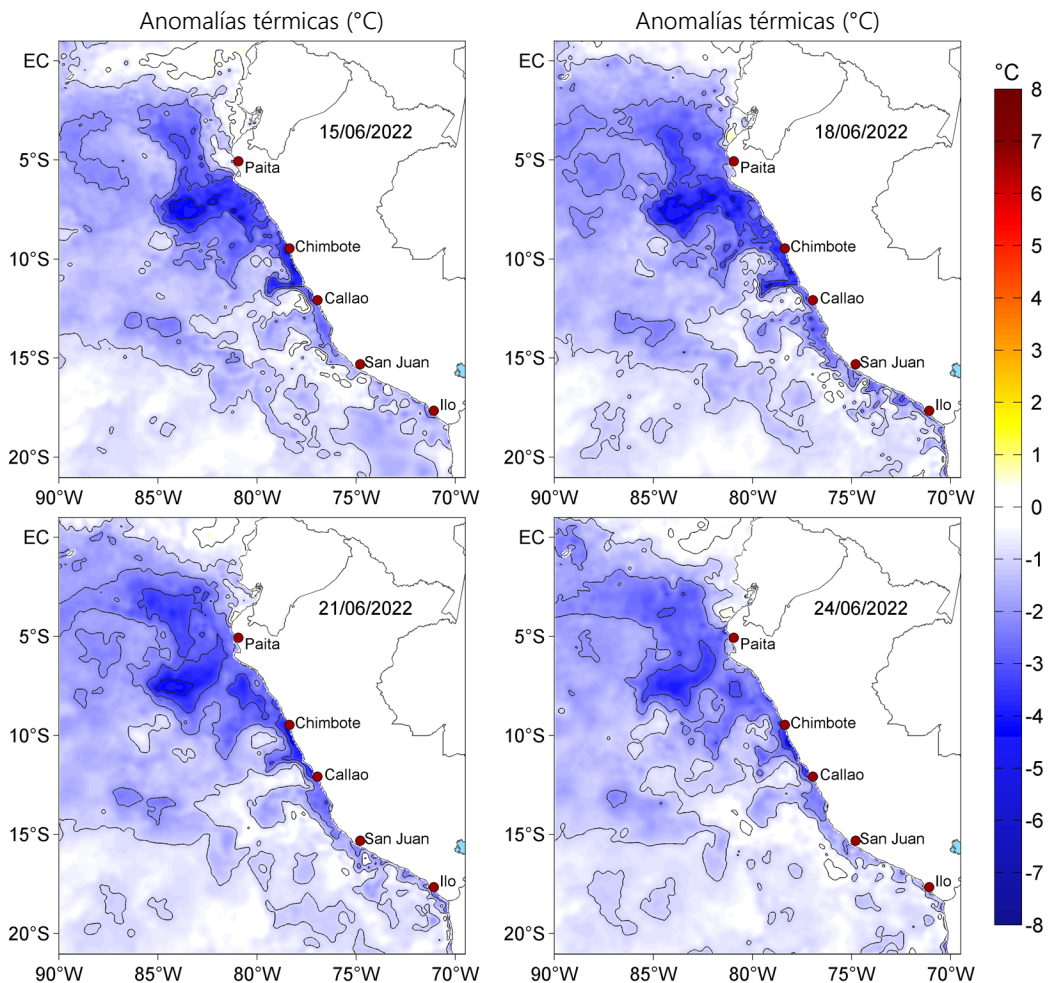 Anomalías térmicas (°C)
Anomalías térmicas (°C)
°C
EC
5°S
10°S
15°S
20°S
15/06/2022
Paita
Chimbote
Callao
San Juan
Ilo
90°W
85°W
80°W
75°W
70°W
EC
5°S
10°S
15°S
20°S
18/06/2022
Paita
Chimbote
Callao
San Juan
Ilo
90°W
85°W
80°W
75°W
70°W
EC
5°S
10°S
15°S
20°S
21/06/2022
Paita
Chimbote
Callao
San Juan
Ilo
90°W
85°W
80°W
75°W
70°W
EC
5°S
10°S
15°S
20°S
24/06/2022
Paita
Chimbote
Callao
San Juan
Ilo
90°W
85°W
80°W
75°W
70°W
8
7
6
5
4
3
2
1
0
-1
-2
-3
-4
-5
-6
-7
-8